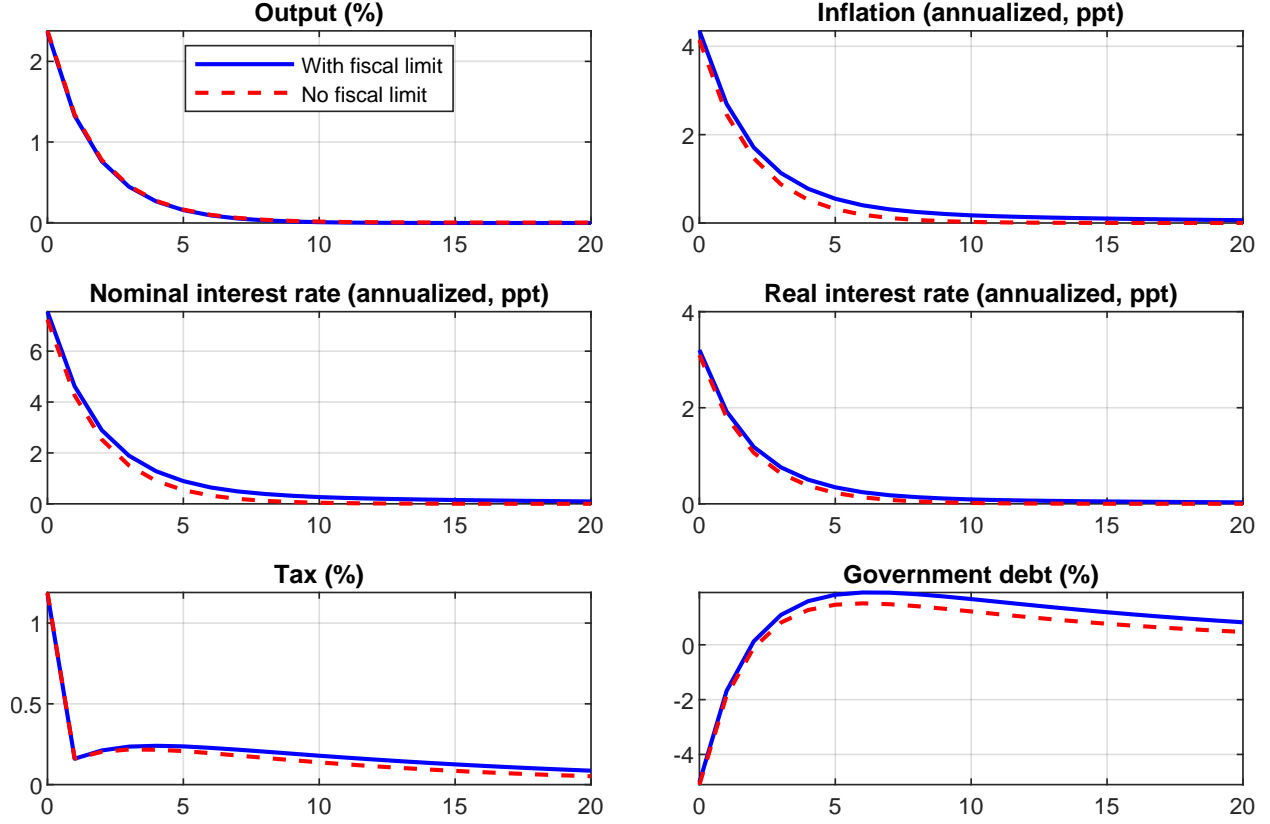 Output (%)
2
1
0
0 5 10 15 20
With fiscal limit
No fiscal limit
Inflation (annualized, ppt)
4
2
0
0 5 10 15 20
Nominal interest rate (annualized, ppt)
6
4
2
0
0 5 10 15 20
Real interest rate (annualized, ppt)
4
2
0
0 5 10 15 20
Tax (%)
1
0.5
0
0 5 10 15 20
Government debt (%)
0
-2
-4
0 5 10 15 20